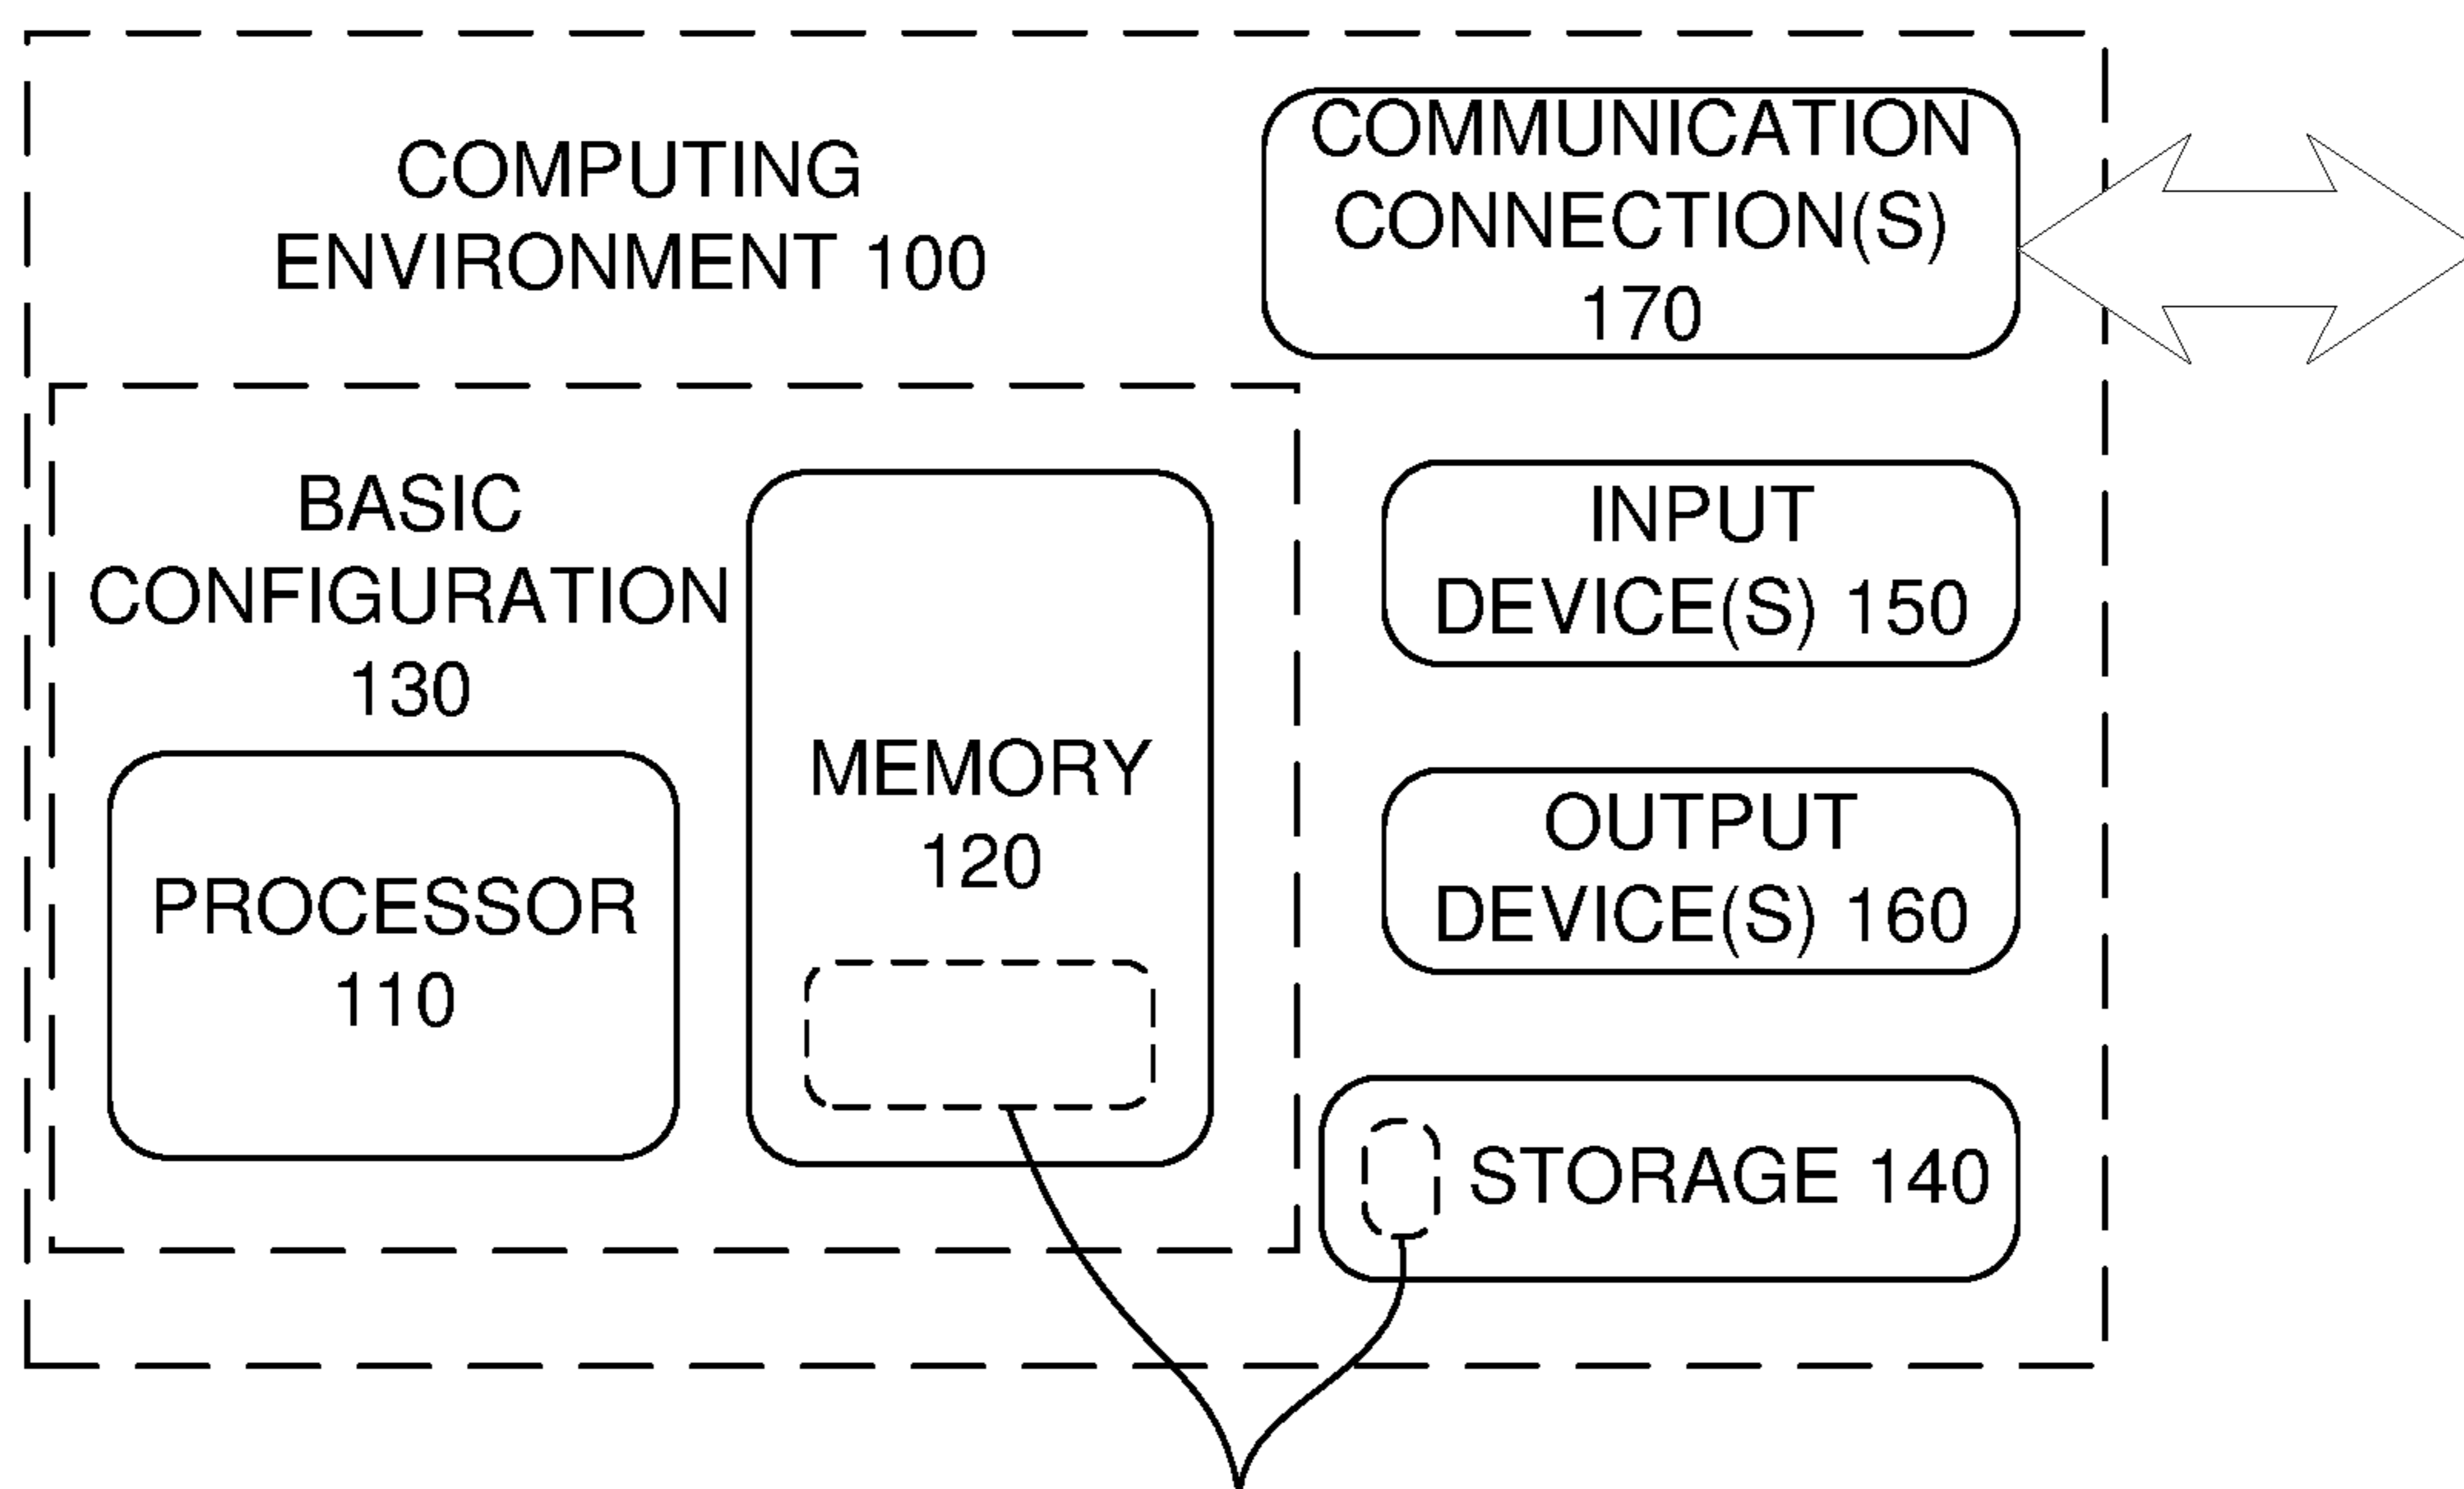 COMPUTING
ENVIRONMENT 100
COMMUNICATION
CONNECTION(S)
170
BASIC
CONFIGURATION
130
PROCESSOR
110
MEMORY
120
INPUT
DEVICE(S) 150
OUTPUT
DEVICE(S) 160
STORAGE 140